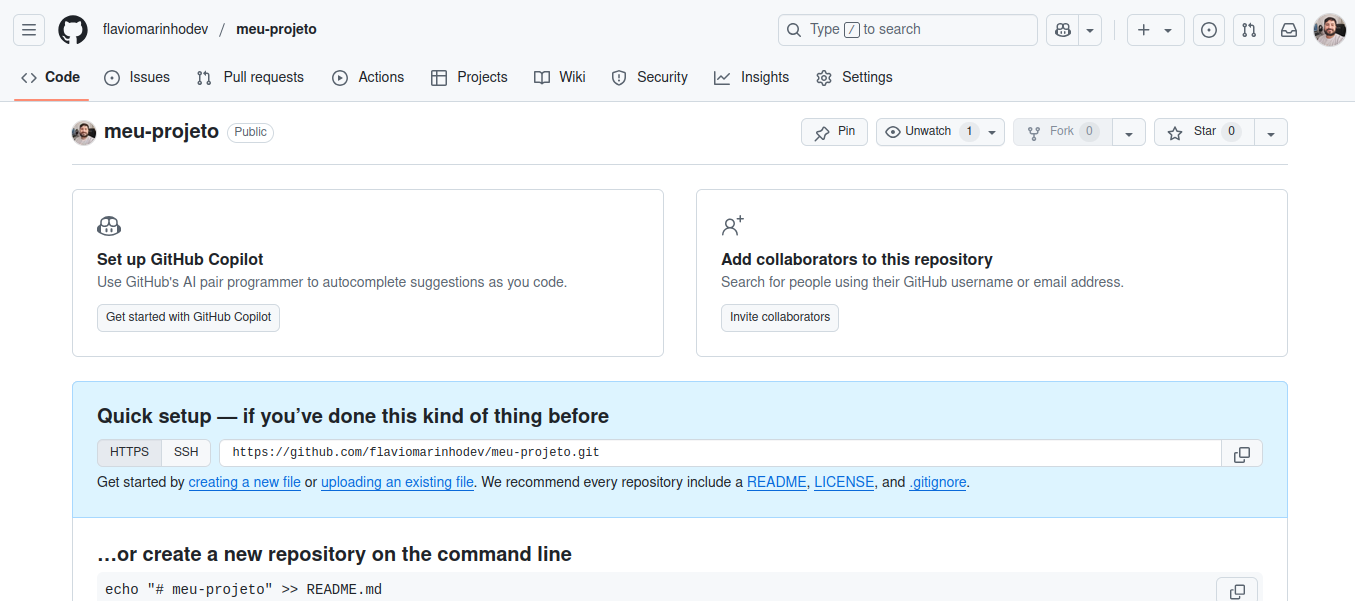 flaviomarinhodev / meu-projeto Type / to search
Code Issues Pull requests Actions Projects Wiki Security Insights Settings
meu-projeto Public Pin Unwatch 1 Fork 0 Star 0
Set up GitHub Copilot
Use GitHub's AI pair programmer to autocomplete suggestions as you code.
Get started with GitHub Copilot
Add collaborators to this repository
Search for people using their GitHub username or email address.
Invite collaborators
Quick setup — if you’ve done this kind of thing before
HTTPS SSH https://github.com/flaviomarinhodev/meu-projeto.git
Get started by creating a new file or uploading an existing file. We recommend every repository include a README, LICENSE, and .gitignore.
…or create a new repository on the command line
echo "# meu-projeto" >> README.md